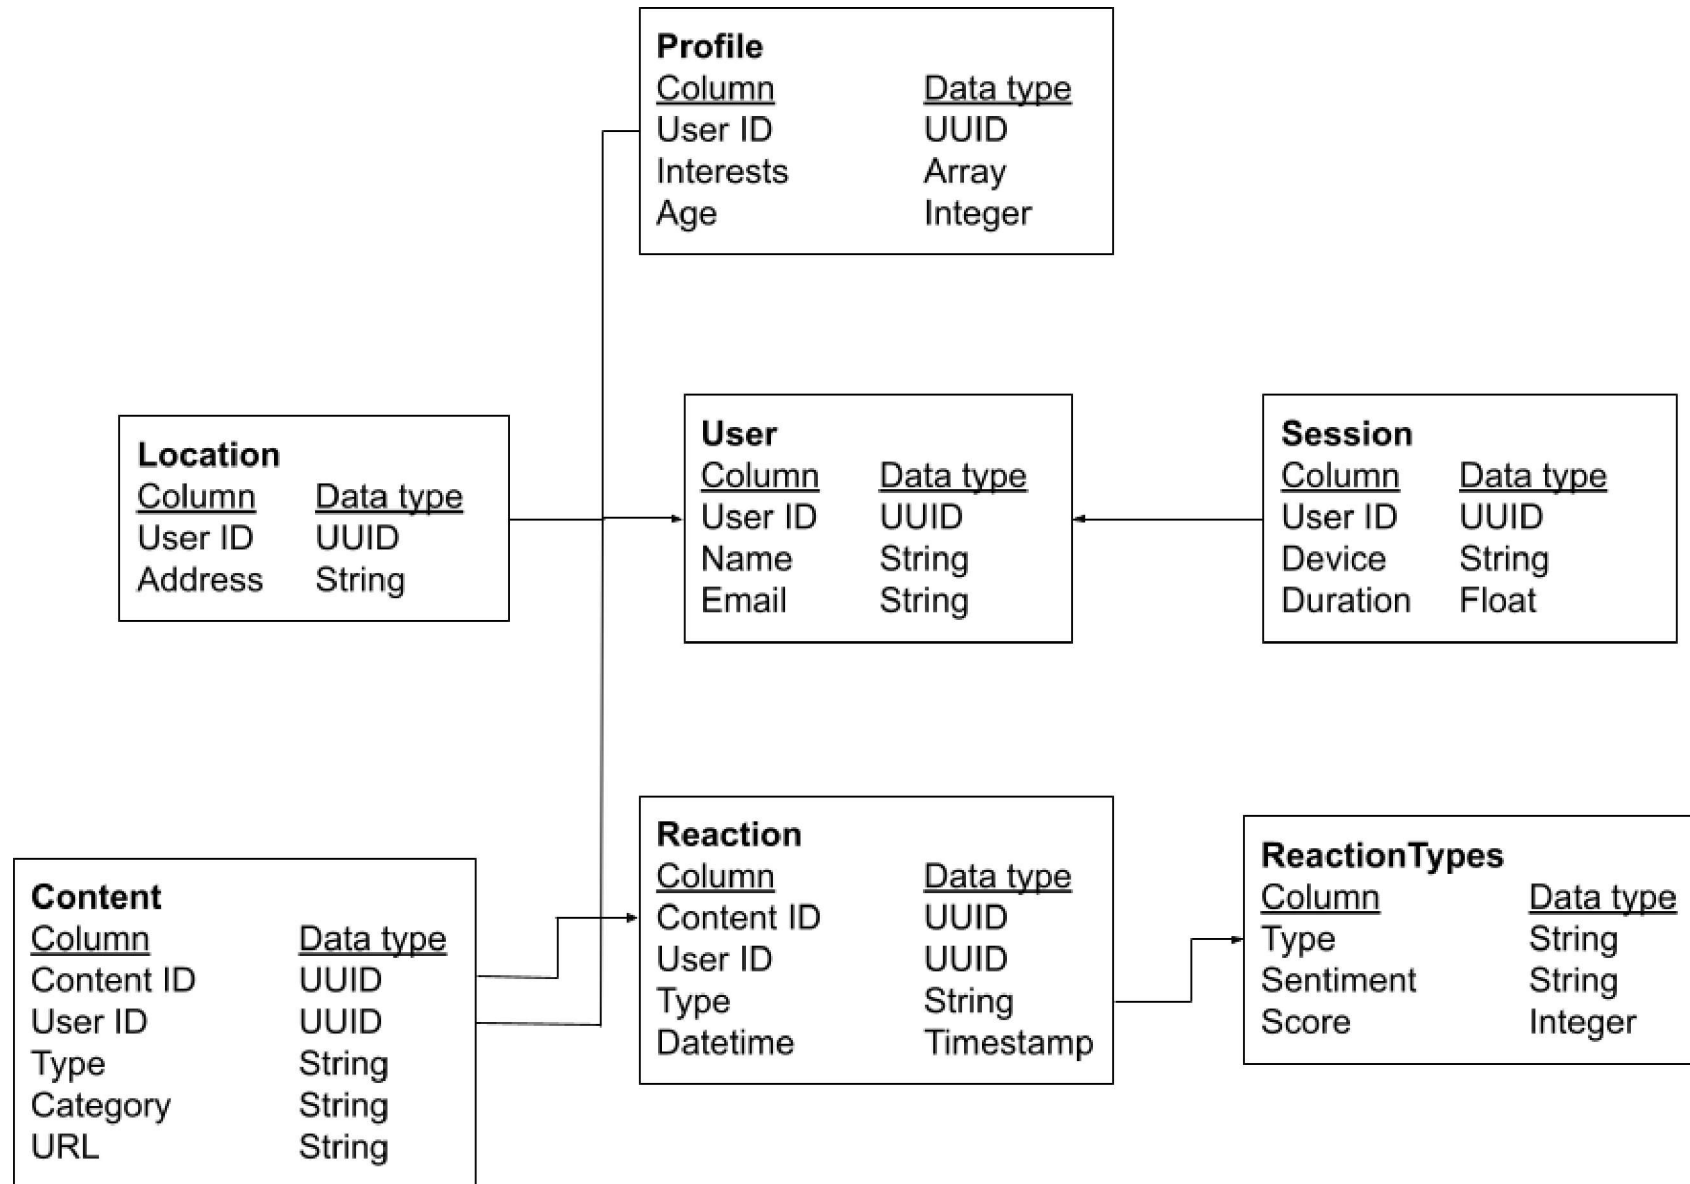 Profile
Column Data type
User ID UUID
Interests Array
Age Integer
Location
Column Data type
User ID UUID
Address String
User
Column Data type
User ID UUID
Name String
Email String
Session
Column Data type
User ID UUID
Device String
Duration Float
Content
Column Data type
Content ID UUID
User ID UUID
Type String
Category String
URL String
Reaction
Column Data type
Content ID UUID
User ID UUID
Type String
Datetime Timestamp
ReactionTypes
Column Data type
Type String
Sentiment String
Score Integer